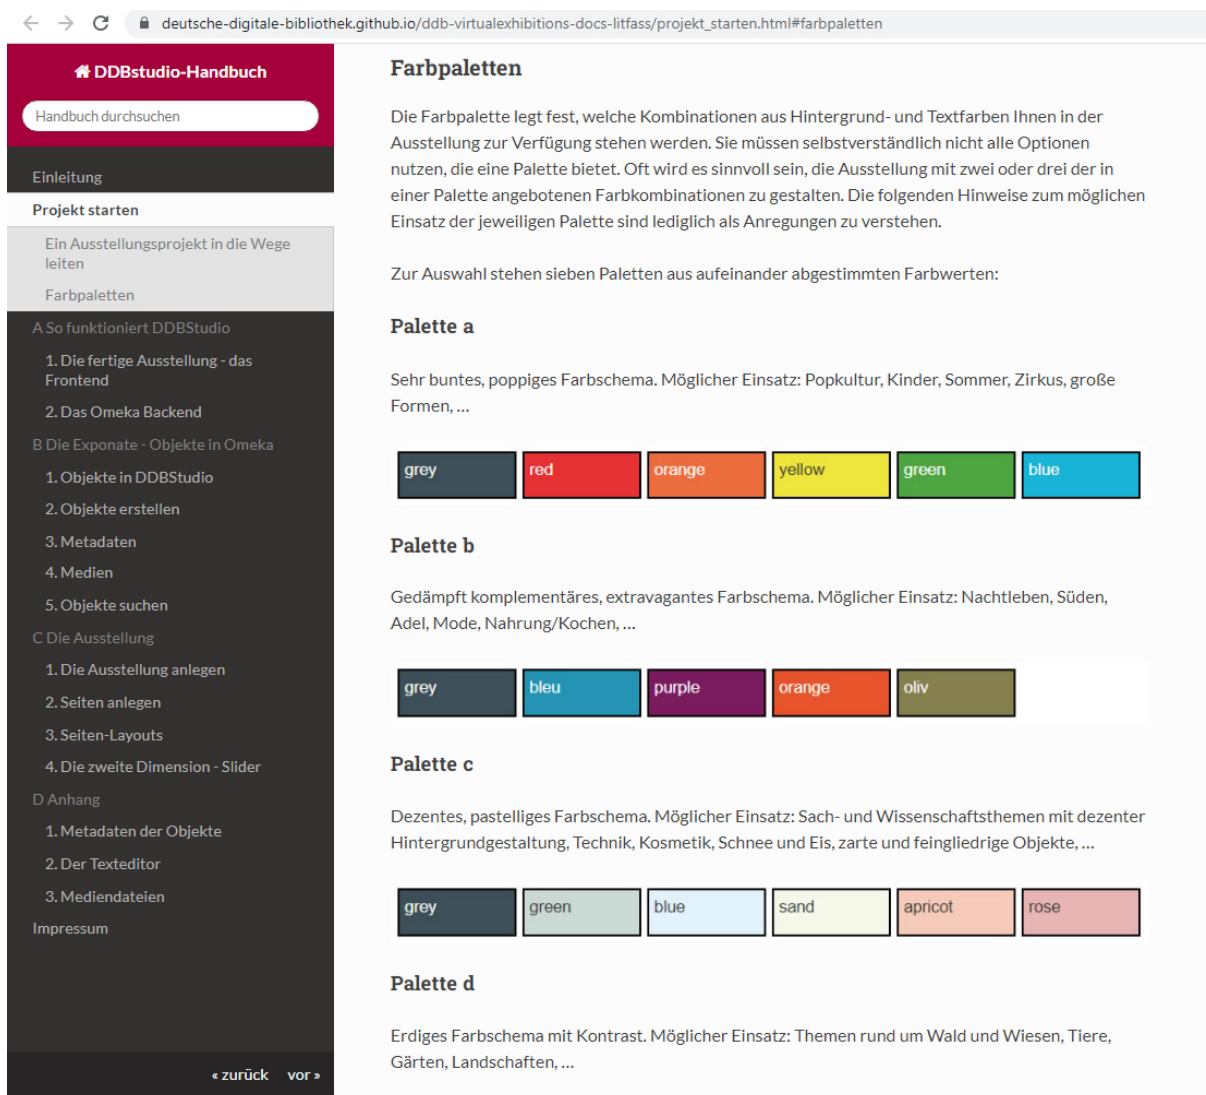 deutsche-digitale-bibliothek.github.io/ddb-virtualexhibitions-docs-litfass/projekt_starten.html#farbpaletten
DDBstudio-Handbuch
Handbuch durchsuchen
Einleitung
Projekt starten
Ein Ausstellungsprojekt in die Wege
leiten
Farbpaletten
A So funktioniert DDBStudio
1. Die fertige Ausstellung - das
Frontend
2. Das Omeka Backend
B Die Exponate - Objekte in Omeka
1. Objekte in DDBStudio
2. Objekte erstellen
3. Metadaten
4. Medien
5. Objekte suchen
C Die Ausstellung
1. Die Ausstellung anlegen
2. Seiten anlegen
3. Seiten-Layouts
4. Die zweite Dimension - Slider
D Anhang
1. Metadaten der Objekte
2. Der Texteditor
3. Mediendateien
Impressum
« zurück vor »
Farbpaletten
Die Farbpalette legt fest, welche Kombinationen aus Hintergrund- und Textfarben Ihnen in der
Ausstellung zur Verfügung stehen werden. Sie müssen selbstverständlich nicht alle Optionen
nutzen, die eine Palette bietet. Oft wird es sinnvoll sein, die Ausstellung mit zwei oder drei der in
einer Palette angebotenen Farbkombinationen zu gestalten. Die folgenden Hinweise zum möglichen
Einsatz der jeweiligen Palette sind lediglich als Anregungen zu verstehen.
Zur Auswahl stehen sieben Paletten aus aufeinander abgestimmten Farbwerten:
Palette a
Sehr buntes, poppiges Farbschema. Möglicher Einsatz: Popkultur, Kinder, Sommer, Zirkus, große
Formen, ...
grey red orange yellow green blue
Palette b
Gedämpft komplementäres, extravagantes Farbschema. Möglicher Einsatz: Nachtleben, Süden,
Adel, Mode, Nahrung/Kochen, ...
grey bleu purple orange oliv
Palette c
Dezentes, pastelliges Farbschema. Möglicher Einsatz: Sach- und Wissenschaftsthemen mit dezenter
Hintergrundgestaltung, Technik, Kosmetik, Schnee und Eis, zarte und feingliedrige Objekte, ...
grey green blue sand apricot rose
Palette d
Erdiges Farbschema mit Kontrast. Möglicher Einsatz: Themen rund um Wald und Wiesen, Tiere,
Gärten, Landschaften, ...